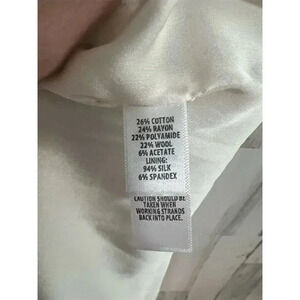 26% COTTON
24% RAYON
22% POLYAMIDE
22% WOOL
6% ACETATE
LINING:
94% SILK
6% SPANDEX
CAUTION SHOULD BE
TAKEN WHEN
WORKING STRANDS
BACK INTO PLACE.